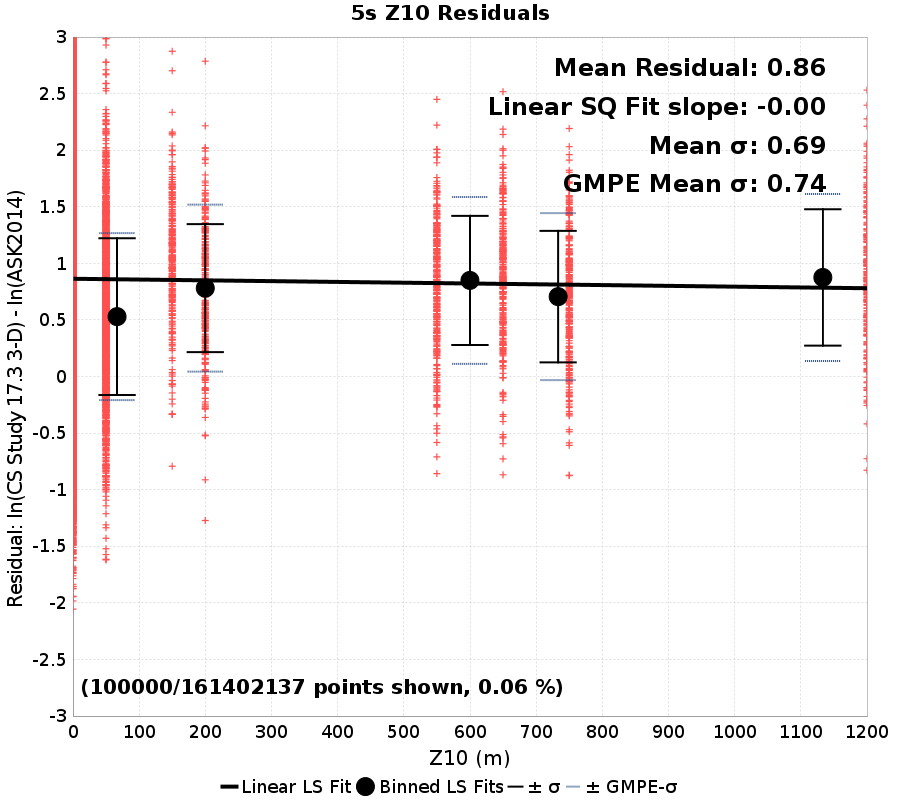 5s Z10 Residuals
Mean Residual: 0.86
Linear SQ Fit slope: -0.00
Mean σ: 0.69
GMPE Mean σ: 0.74
Residual: ln(CS Study 17.3 3-D) - ln(ASK2014)
3
2.5
2
1.5
1
0.5
0
-0.5
-1
-1.5
-2
-2.5
-3
(100000/161402137 points shown, 0.06 %)
0 100 200 300 400 500 600 700 800 900 1000 1100 1200
Z10 (m)
Linear LS Fit Binned LS Fits ± σ ± GMPE-σ